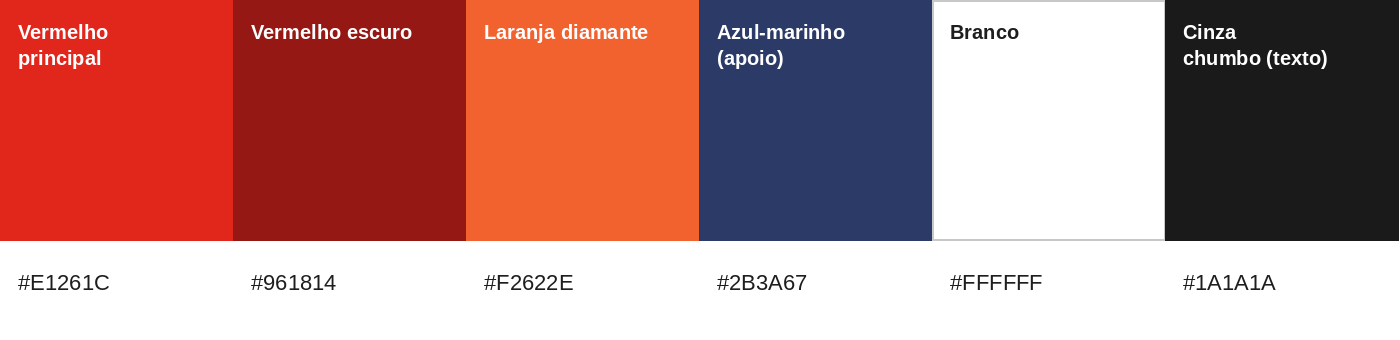 Vermelho
principal
Vermelho escuro
Laranja diamante
Azul-marinho
(apoio)
Branco
Cinza
chumbo (texto)
#E1261C
#961814
#F2622E
#2B3A67
#FFFFFF
#1A1A1A